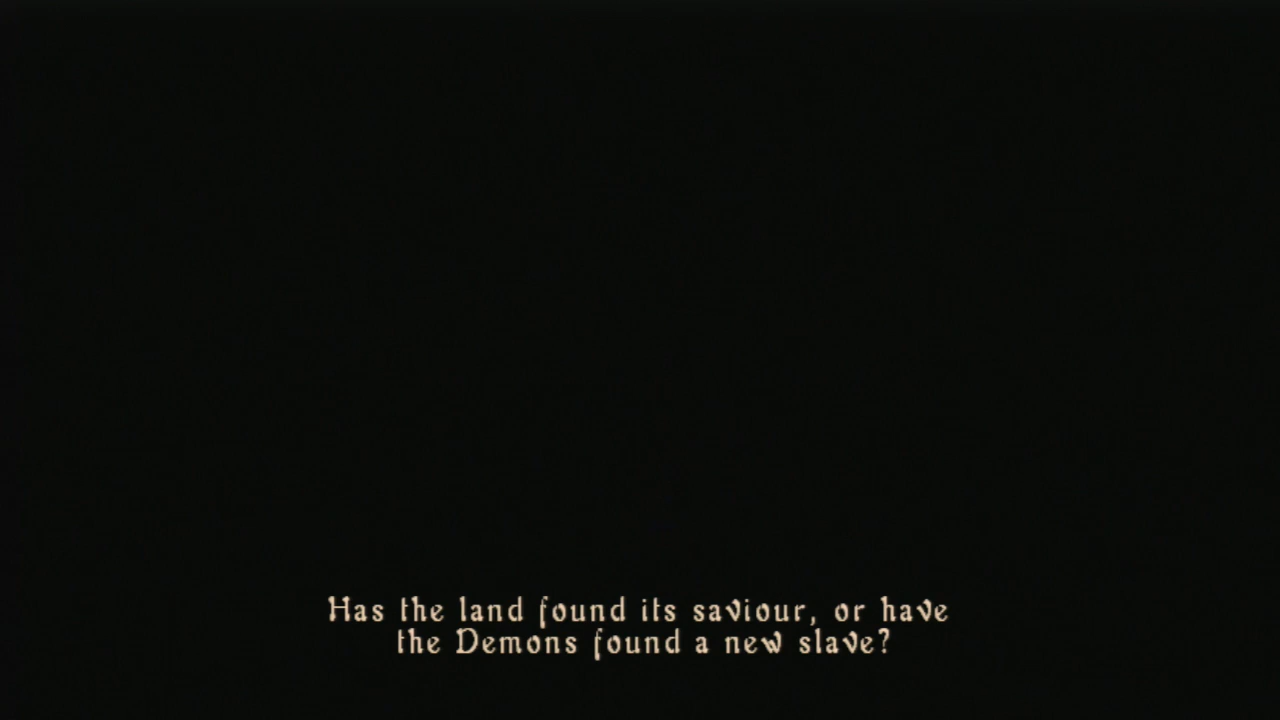 Has the land found its saviour, or have
the Demons found a new slave?